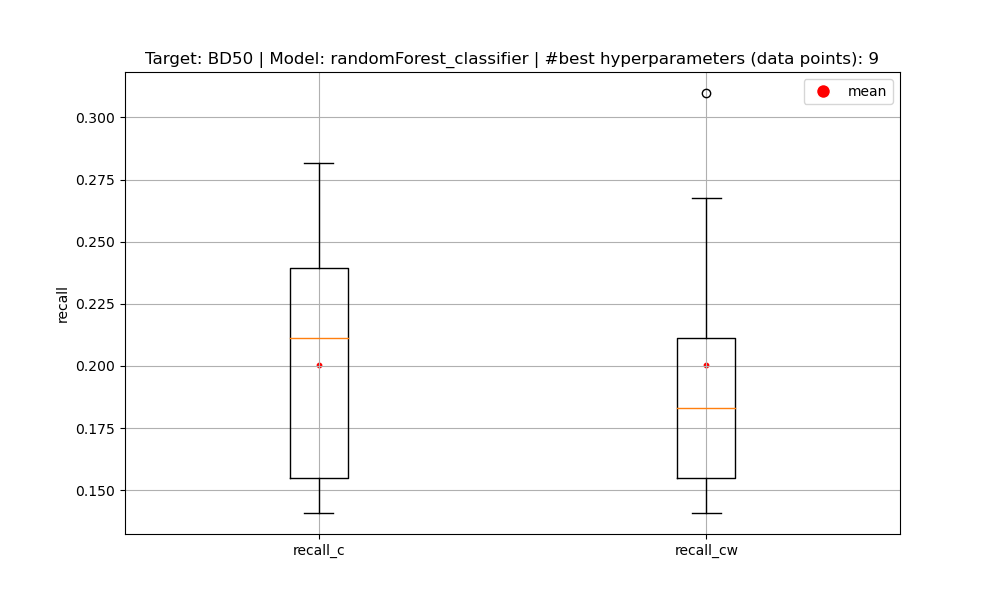 Target: BD50 | Model: randomForest_classifier | #best hyperparameters (data points): 9
mean
0.300
0.275
0.250
0.225
0.200
0.175
0.150
recall
recall_c
recall_cw